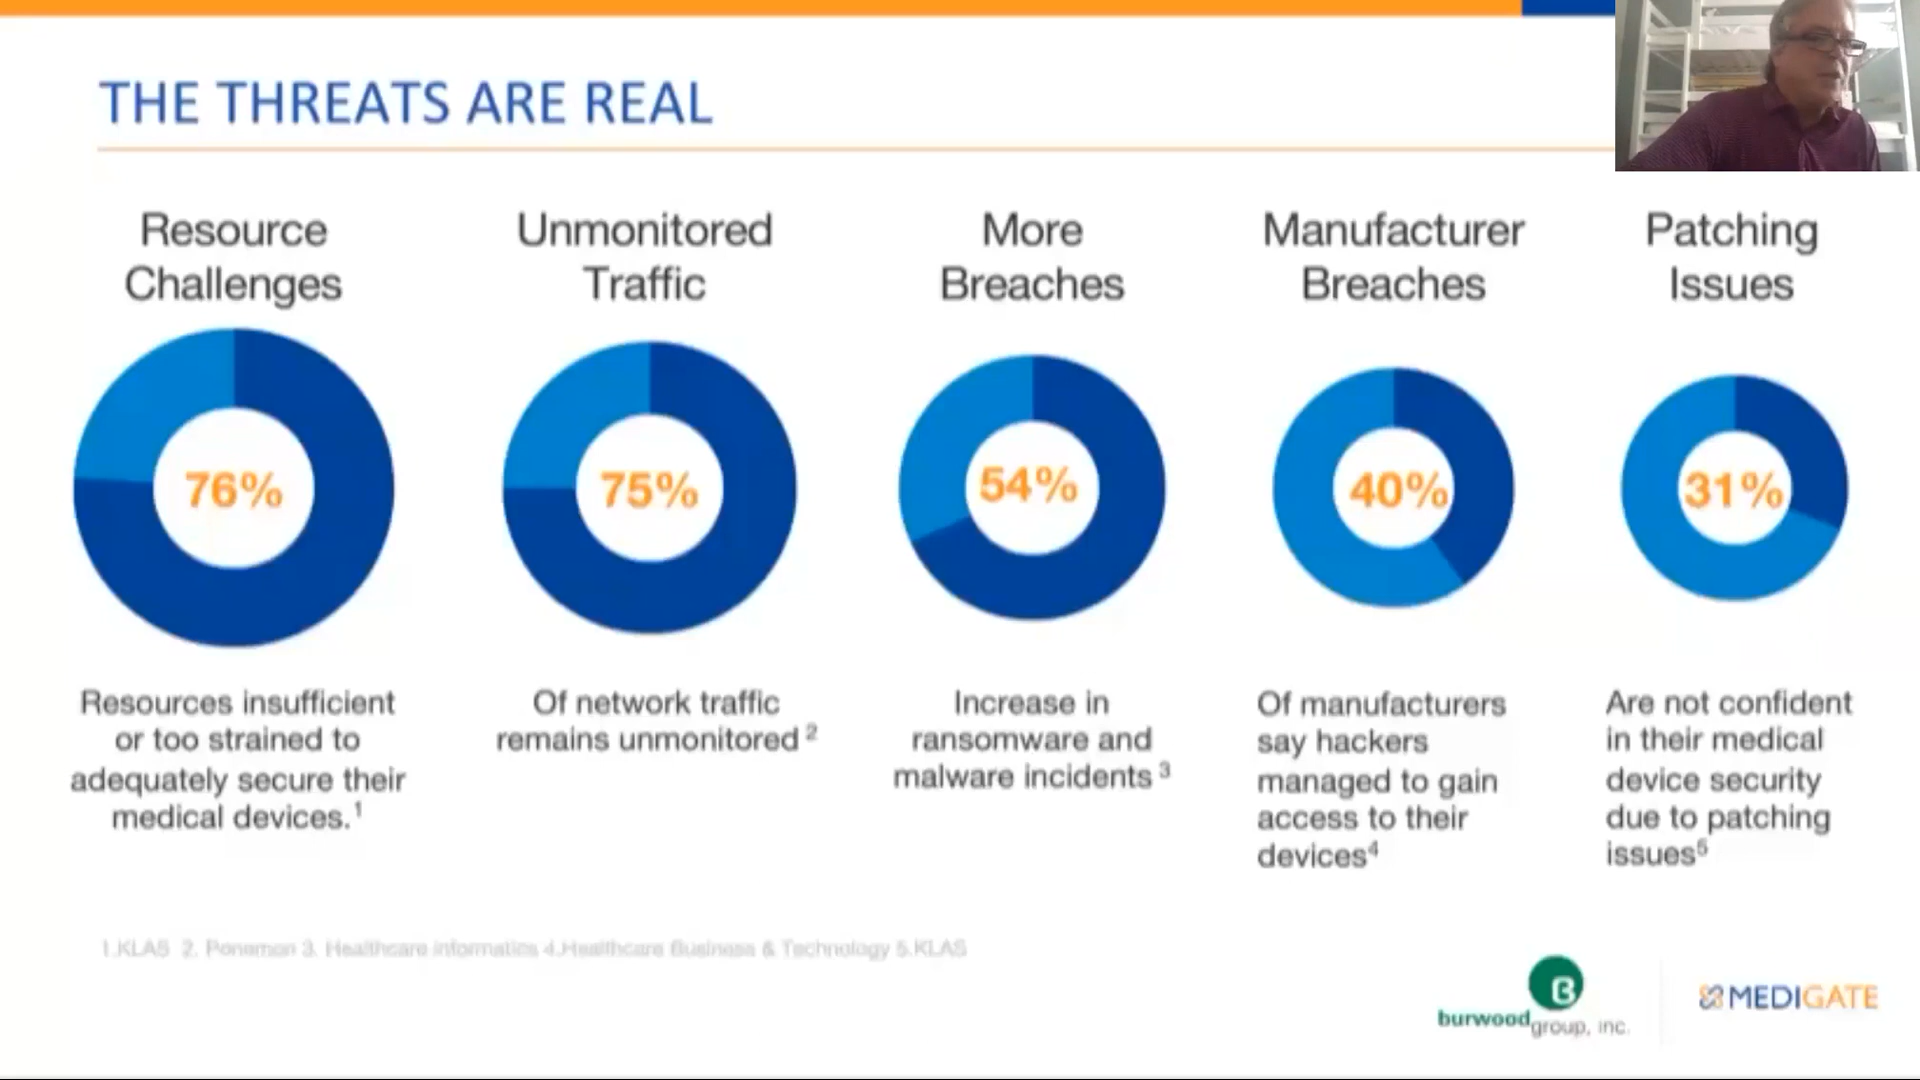 THE THREATS ARE REAL
Resource
Challenges
76%
Resources insufficient
or too strained to
adequately secure their
medical devices.1
Unmonitored
Traffic
75%
Of network traffic
remains unmonitored 2
More
Breaches
54%
Increase in
ransomware and
malware incidents 3
Manufacturer
Breaches
40%
Of manufacturers
say hackers
managed to gain
access to their
devices4
Patching
Issues
31%
Are not confident
in their medical
device security
due to patching
issues5
1.KLAS 2. Ponemon 3. Healthcare informatics 4.Healthcare Business & Technology 5.KLAS
B
burwood group, inc.
MEDIGATE